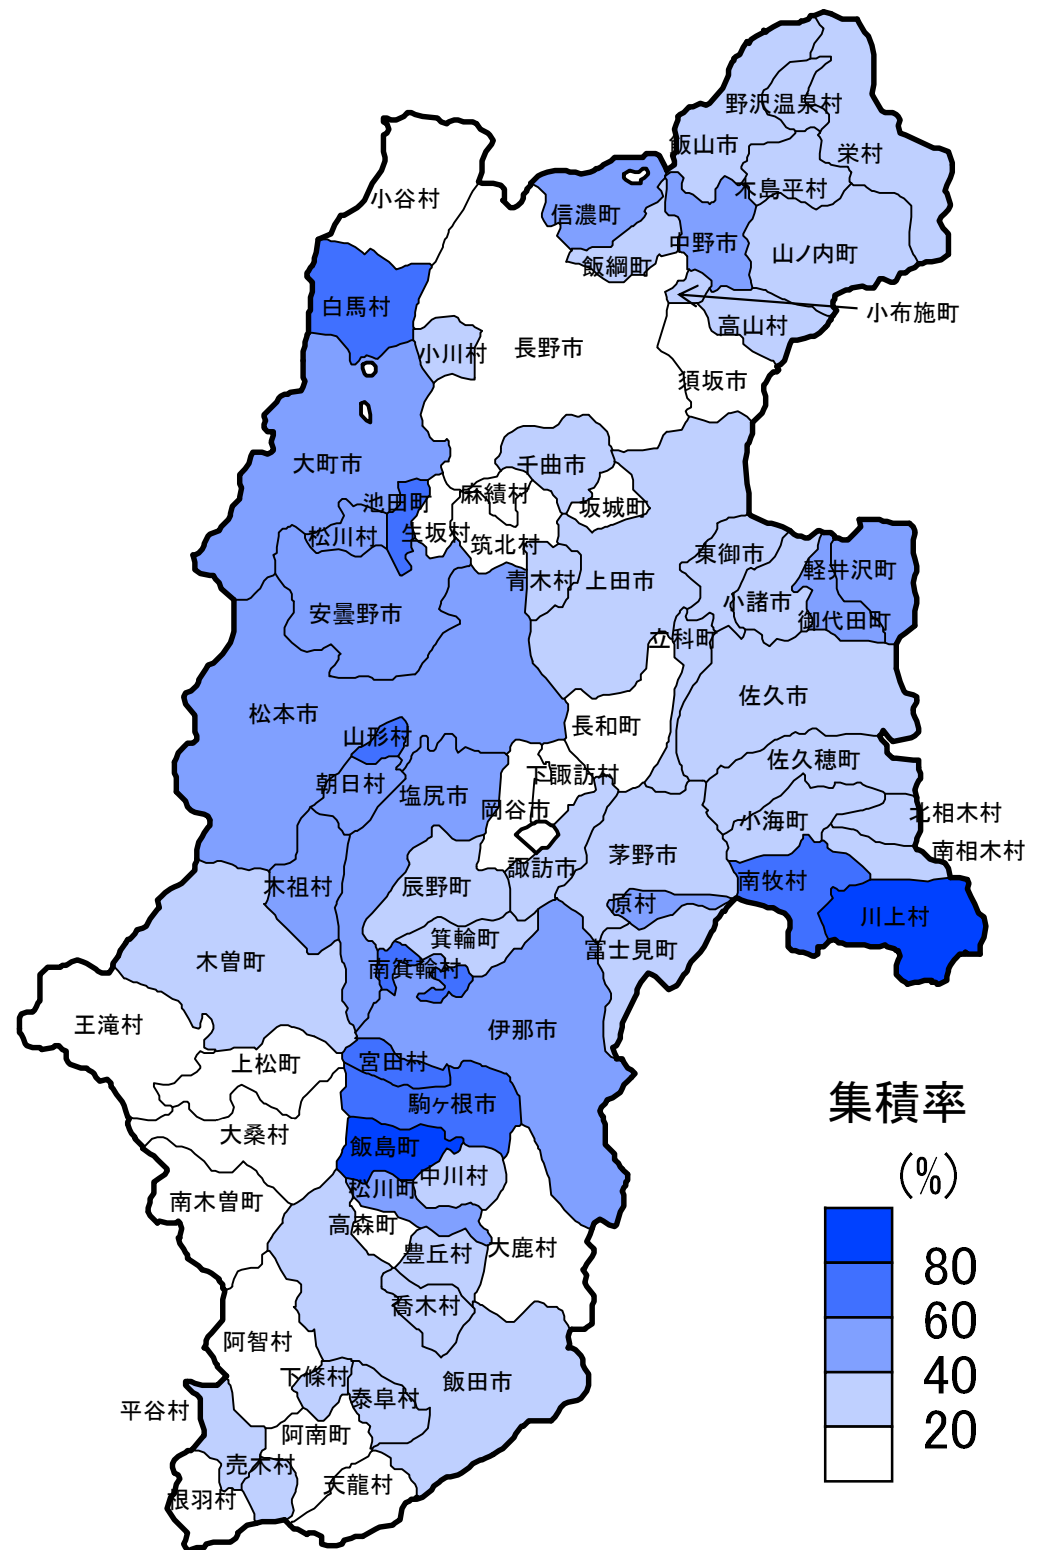 野沢温泉村
飯山市
栄村
木島平村
小谷村
信濃町
中野市
山ノ内町
飯綱町
白馬村
小布施町
高山村
小川村
長野市
須坂市
大町市
千曲市
池田町
麻績村
坂城町
松川村
生坂村
筑北村
東御市
軽井沢町
青木村
上田市
小諸市
安曇野市
御代田町
立科町
佐久市
松本市
長和町
山形村
佐久穂町
下諏訪村
朝日村
塩尻市
岡谷市
北相木村
小海町
南相木村
茅野市
諏訪市
南牧村
木祖村
辰野町
原村
川上村
箕輪町
富士見町
木曽町
南箕輪村
王滝村
伊那市
上松町
宮田村
駒ヶ根市
大桑村
飯島町
中川村
松川町
南木曽町
高森町
豊丘村
大鹿村
喬木村
阿智村
下條村
飯田市
泰阜村
平谷村
阿南町
売木村
天龍村
根羽村
集積率
(%)
80
60
40
20